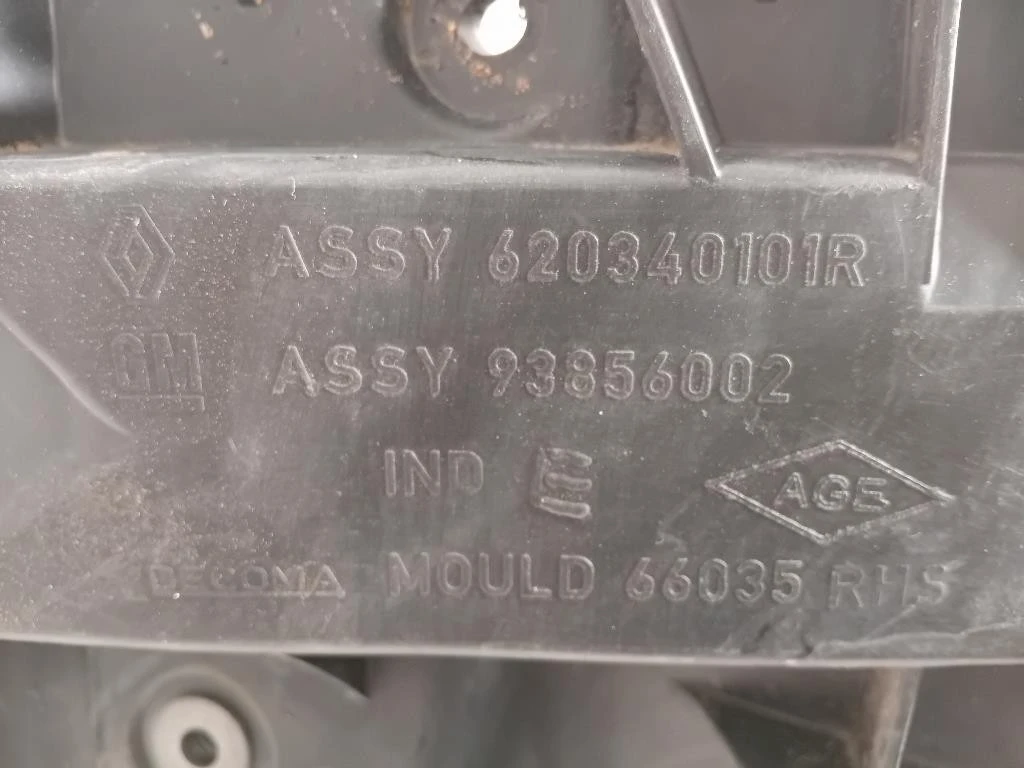 ASSY 620340101R
GM ASSY 93856002
IND E AGE
DECOMA MOULD 66035 RHS